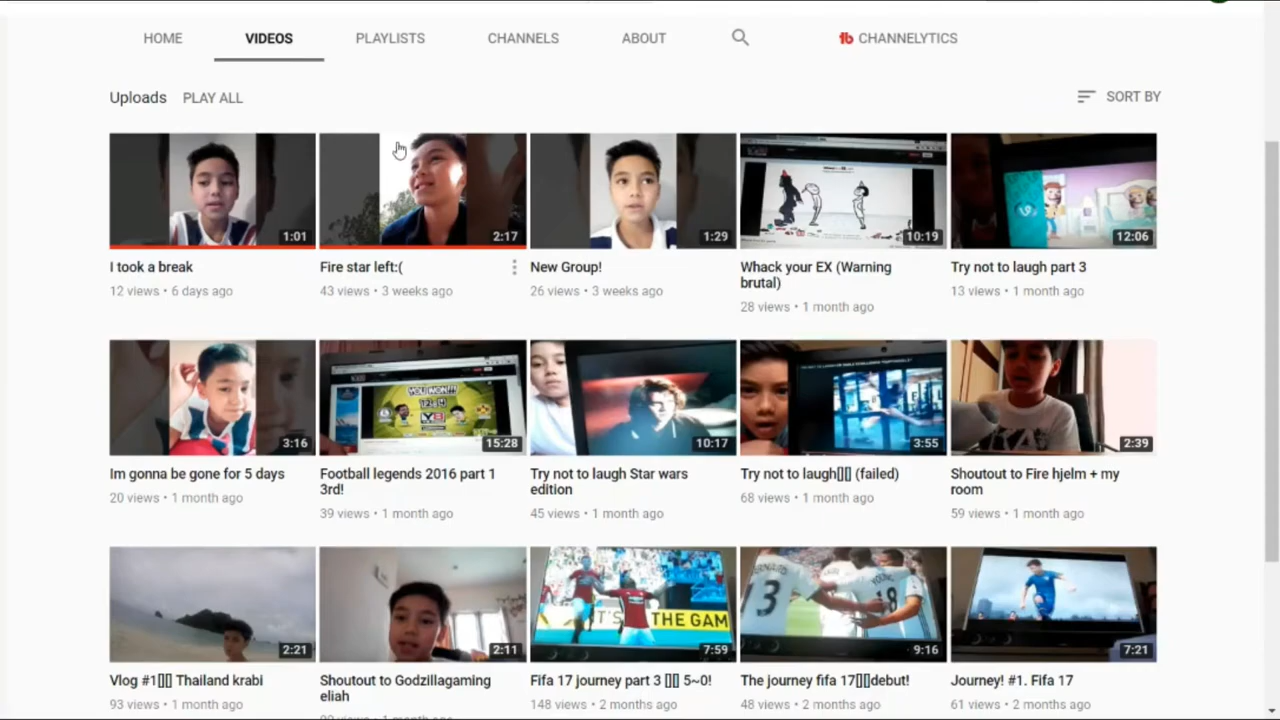 HOME VIDEOS PLAYLISTS CHANNELS ABOUT CHANNELYTICS
Uploads PLAY ALL SORT BY
1:01
2:17
1:29
10:19
12:06
I took a break
12 views • 6 days ago
Fire star left:(
43 views • 3 weeks ago
New Group!
26 views • 3 weeks ago
Whack your EX (Warning
brutal)
28 views • 1 month ago
Try not to laugh part 3
13 views • 1 month ago
3:16
YOU WON!!!
15:28
10:17
3:55
2:39
Im gonna be gone for 5 days
20 views • 1 month ago
Football legends 2016 part 1
3rd!
39 views • 1 month ago
Try not to laugh Star wars
edition
45 views • 1 month ago
Try not to laugh▯▯ (failed)
68 views • 1 month ago
Shoutout to Fire hjelm + my
room
59 views • 1 month ago
2:21
2:11
IT'S THE GAM
7:59
3
18
9:16
7:21
Vlog #1▯▯ Thailand krabi
93 views • 1 month ago
Shoutout to Godzillagaming
eliah
Fifa 17 journey part 3 ▯▯ 5~0!
148 views • 2 months ago
The journey fifa 17▯▯debut!
48 views • 2 months ago
Journey! #1. Fifa 17
61 views • 2 months ago